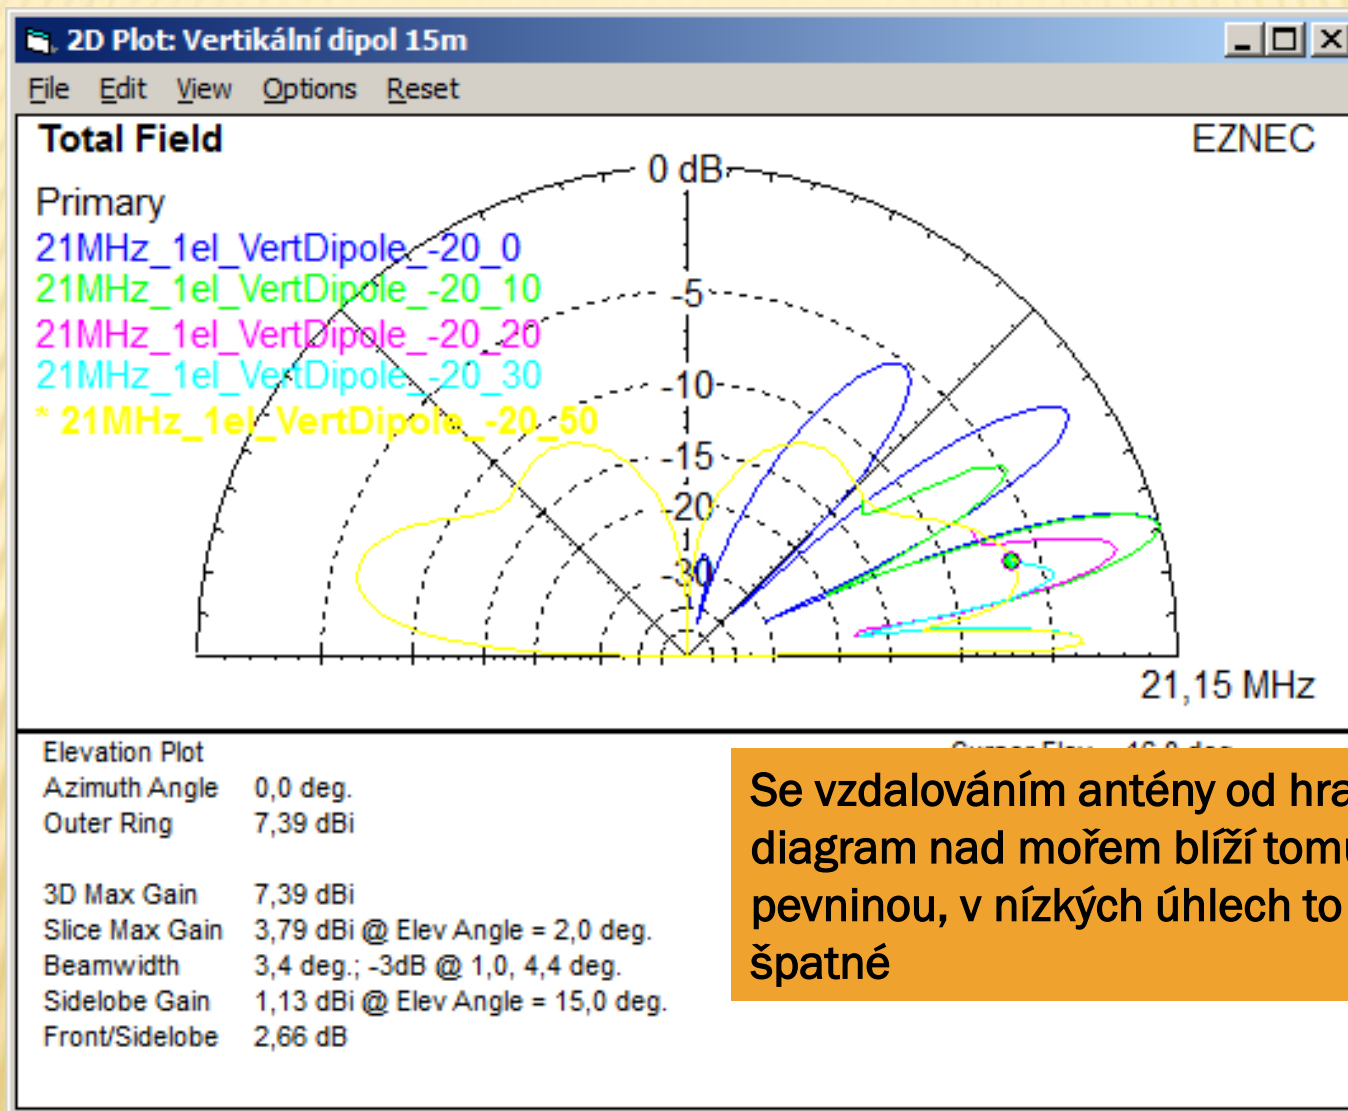 2D Plot: Vertikální dipol 15m
File Edit View Options Reset
Total Field
EZNEC
0 dB
Primary
21MHz_1el_VertDipole_-20_0
21MHz_1el_VertDipole_-20_10
21MHz_1el_VertDipole_-20_20
21MHz_1el_VertDipole_-20_30
* 21MHz_1el_VertDipole_-20_50
-5
-10
-15
-20
-30
21,15 MHz
Elevation Plot
Azimuth Angle 0,0 deg.
Outer Ring 7,39 dBi
3D Max Gain 7,39 dBi
Slice Max Gain 3,79 dBi @ Elev Angle = 2,0 deg.
Beamwidth 3,4 deg.; -3dB @ 1,0, 4,4 deg.
Sidelobe Gain 1,13 dBi @ Elev Angle = 15,0 deg.
Front/Sidelobe 2,66 dB
Se vzdalováním antény od
diagram nad mořem blíží
pevninou, v nízkých úhlech to
špatné